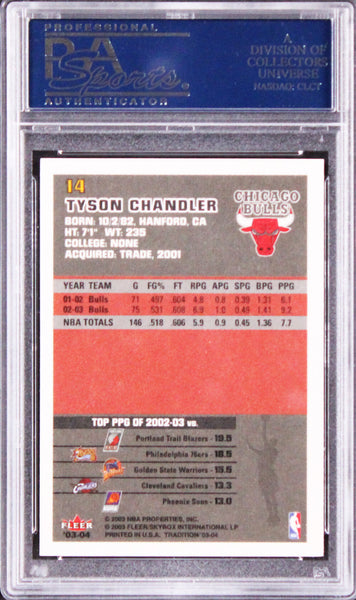 PROFESSIONAL
PSA
Sports
AUTHENTICATOR
A
DIVISION OF
COLLECTORS
UNIVERSE
NASDAQ: CLCT
14
TYSON CHANDLER
BORN: 10/2/82, HANFORD, CA
HT: 7'1" WT: 235
COLLEGE: NONE
ACQUIRED: TRADE, 2001
CHICAGO
BULLS
YEAR TEAM G FG% FT RPG APG SPG BPG PPG
01-02 Bulls 71 .497 .604 4.8 0.8 0.39 1.31 6.1
02-03 Bulls 75 .531 .608 6.9 1.0 0.49 1.41 9.2
NBA TOTALS 146 .518 .606 5.9 0.9 0.45 1.36 7.7
TOP PPG OF 2002-03 vs.
Portland Trail Blazers - 19.5
Philadelphia 76ers - 18.5
Golden State Warriors - 15.5
Cleveland Cavaliers - 13.3
Phoenix Suns - 13.0
FLEER
'03-04
© 2003 NBA PROPERTIES, INC.
© 2003 FLEER/SKYBOX INTERNATIONAL LP
PRINTED IN U.S.A. TRADITION '03-04